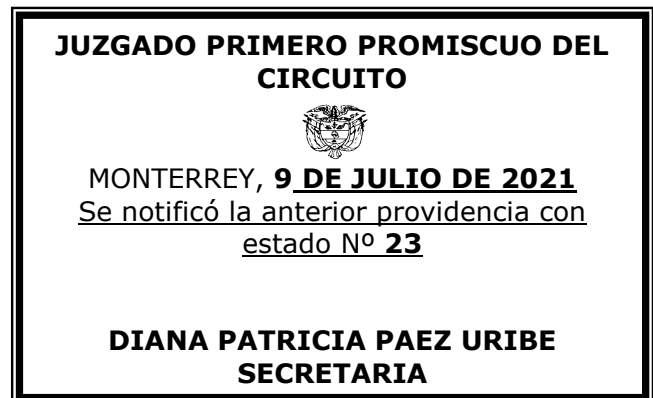 JUZGADO PRIMERO PROMISCUO DEL
CIRCUITO
MONTERREY, 9 DE JULIO DE 2021
Se notificó la anterior providencia con
estado Nº 23
DIANA PATRICIA PAEZ URIBE
SECRETARIA